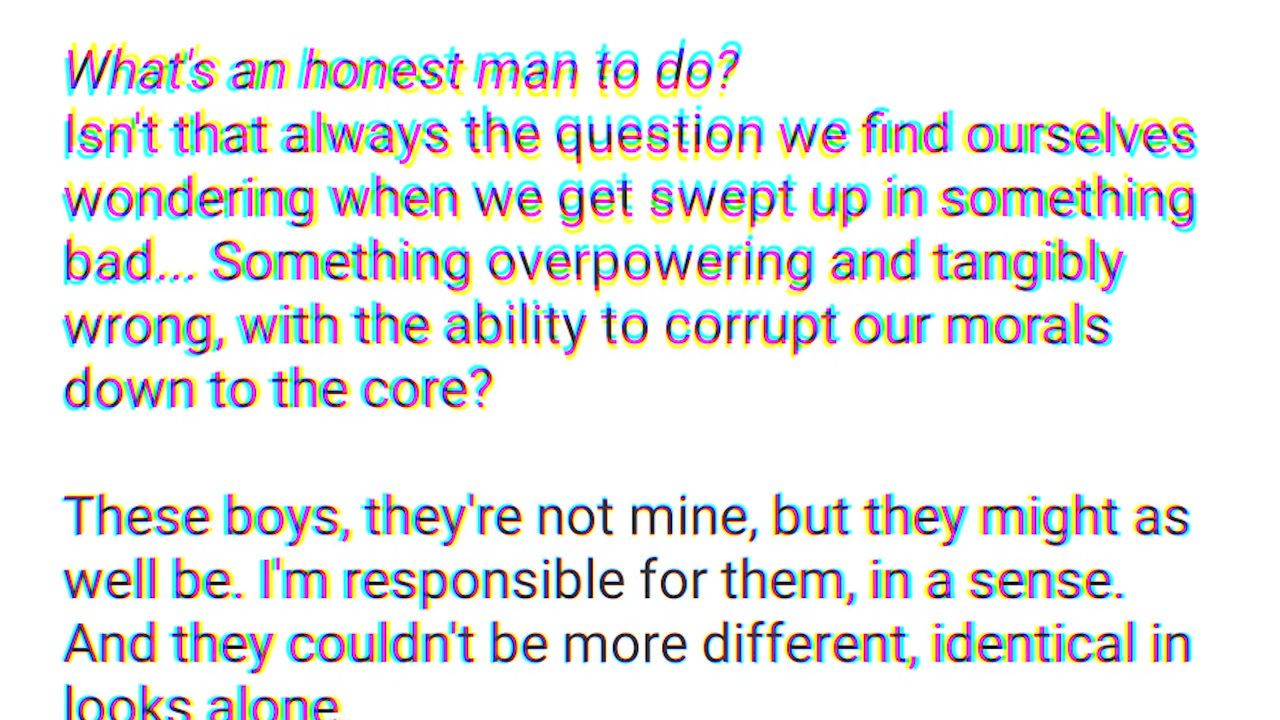 What's an honest man to do?
Isn't that always the question we find ourselves
wondering when we get swept up in something
bad... Something overpowering and tangibly
wrong, with the ability to corrupt our morals
down to the core?
These boys, they're not mine, but they might as
well be. I'm responsible for them, in a sense.
And they couldn't be more different, identical in
looks alone.